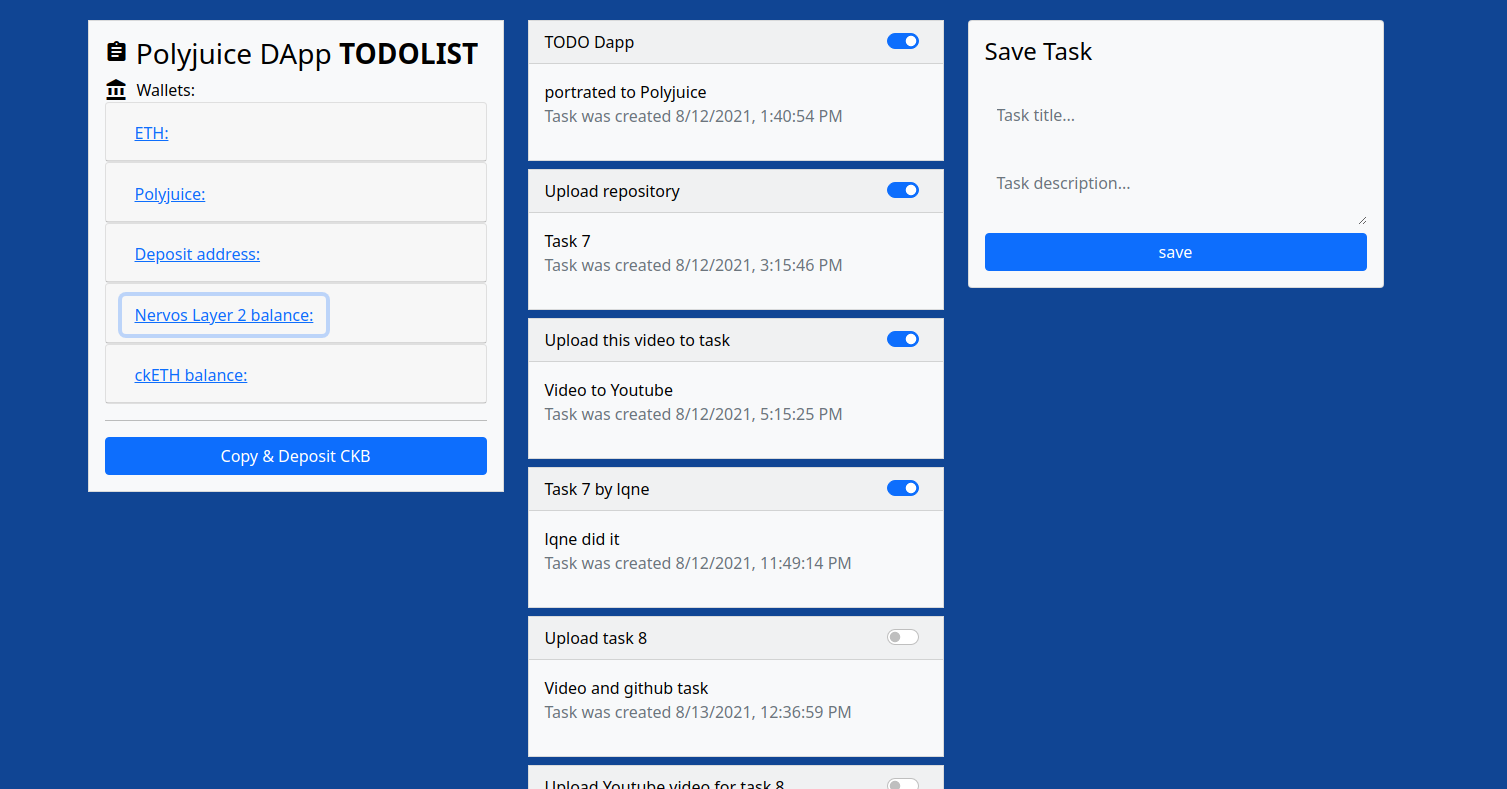 Polyjuice DApp TODOLIST
Wallets:
ETH:
Polyjuice:
Deposit address:
Nervos Layer 2 balance:
ckETH balance:
Copy & Deposit CKB
TODO Dapp
portrated to Polyjuice
Task was created 8/12/2021, 1:40:54 PM
Upload repository
Task 7
Task was created 8/12/2021, 3:15:46 PM
Upload this video to task
Video to Youtube
Task was created 8/12/2021, 5:15:25 PM
Task 7 by lqne
lqne did it
Task was created 8/12/2021, 11:49:14 PM
Upload task 8
Video and github task
Task was created 8/13/2021, 12:36:59 PM
Upload Youtube video for task 8
Save Task
Task title...
Task description...
save